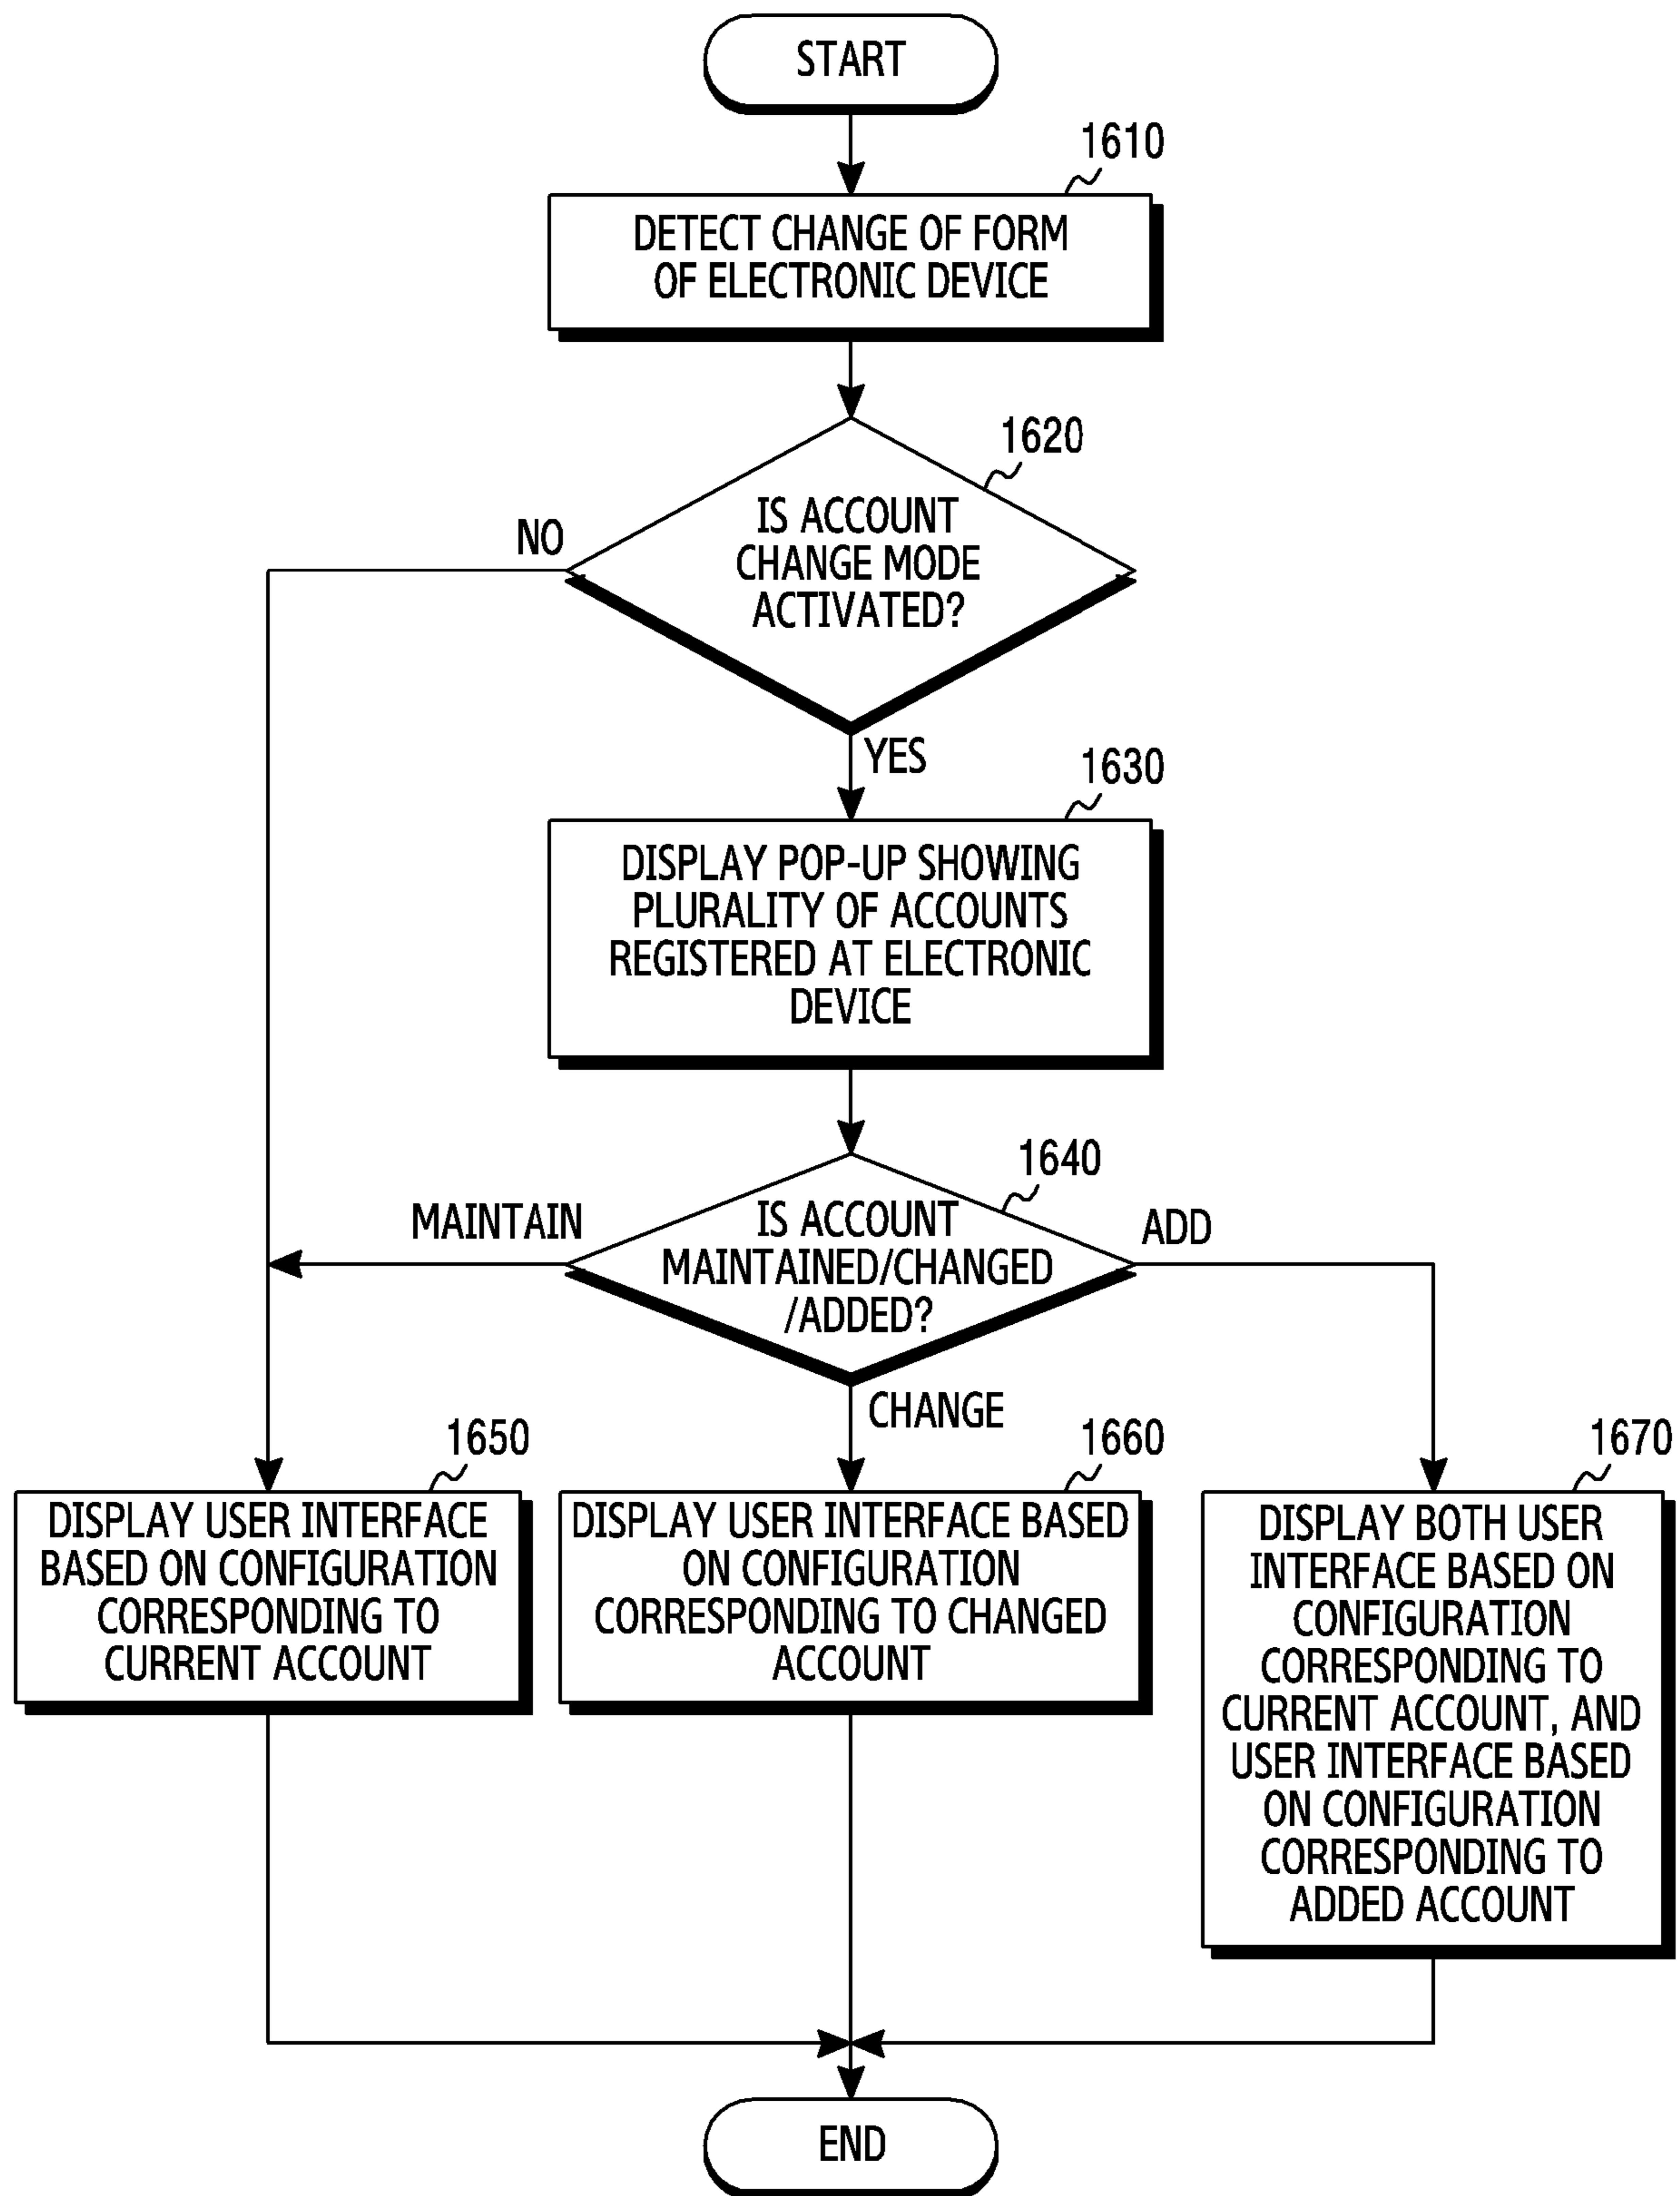 START
1610
DETECT CHANGE OF FORM
OF ELECTRONIC DEVICE
1620
IS ACCOUNT
CHANGE MODE
ACTIVATED?
NO
YES
1630
DISPLAY POP-UP SHOWING
PLURALITY OF ACCOUNTS
REGISTERED AT ELECTRONIC
DEVICE
1640
IS ACCOUNT
MAINTAINED/CHANGED
/ADDED?
MAINTAIN
ADD
CHANGE
1650
DISPLAY USER INTERFACE
BASED ON CONFIGURATION
CORRESPONDING TO
CURRENT ACCOUNT
1660
DISPLAY USER INTERFACE BASED
ON CONFIGURATION
CORRESPONDING TO CHANGED
ACCOUNT
1670
DISPLAY BOTH USER
INTERFACE BASED ON
CONFIGURATION
CORRESPONDING TO
CURRENT ACCOUNT, AND
USER INTERFACE BASED
ON CONFIGURATION
CORRESPONDING TO
ADDED ACCOUNT
END